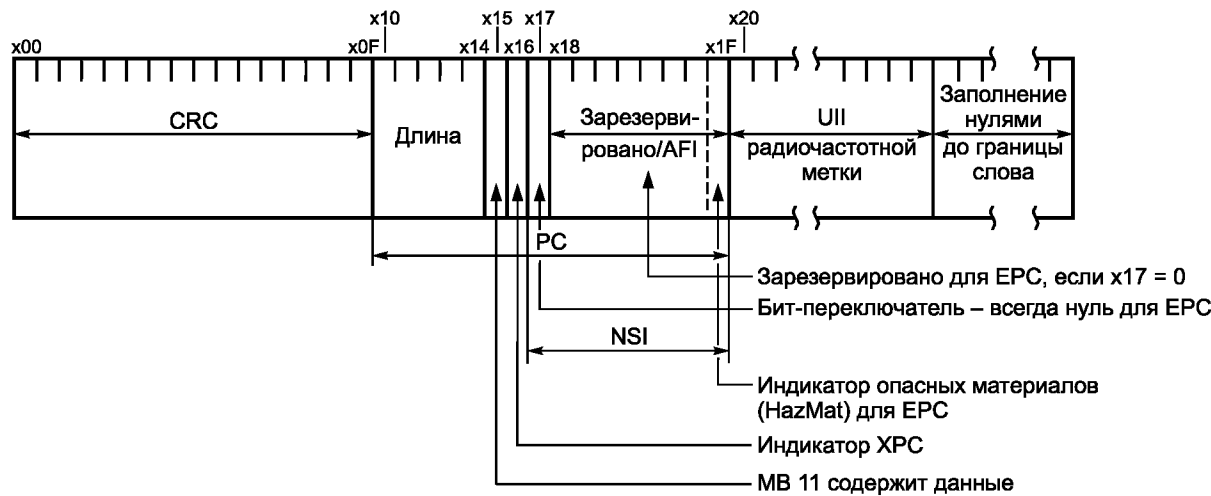 x10 x15 x17 x20
x00 x0F x14 x16 x18 x1F
CRC
Длина
Зарезерви-
ровано/AFI
UII
радиочастотной
метки
Заполнение
нулями
до границы
слова
PC
Зарезервировано для EPC, если x17 = 0
Бит-переключатель – всегда нуль для EPC
NSI
Индикатор опасных материалов
(HazMat) для EPC
Индикатор XPC
MB 11 содержит данные